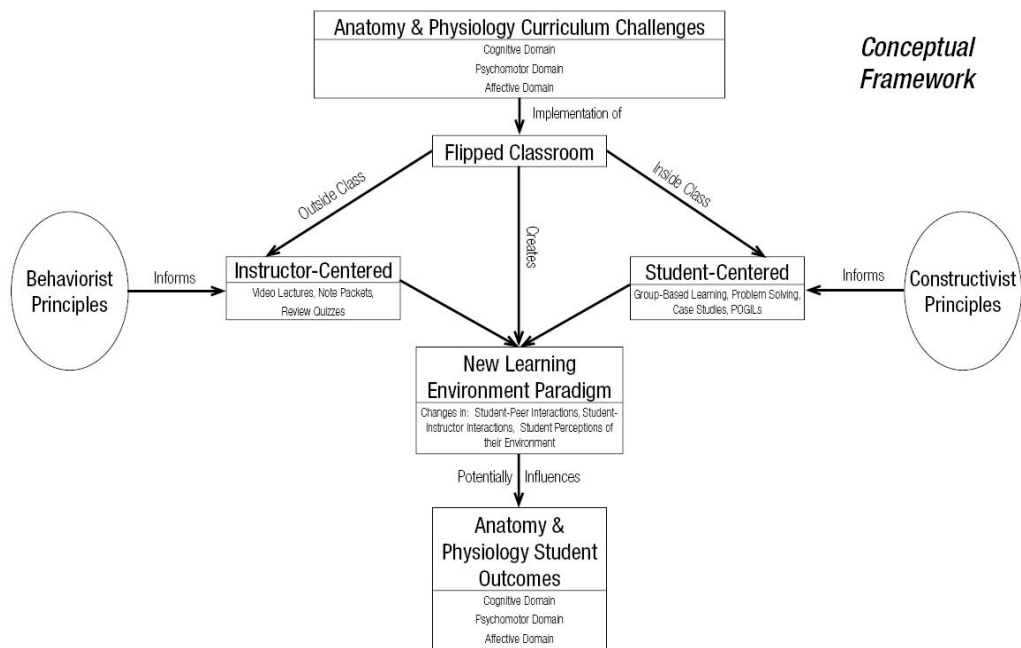 Anatomy & Physiology Curriculum Challenges
Cognitive Domain
Psychomotor Domain
Affective Domain
Conceptual
Framework
Implementation of
Flipped Classroom
Outside Class
Creates
Inside Class
Behaviorist
Principles
Informs
Instructor-Centered
Video Lectures, Note Packets,
Review Quizzes
Student-Centered
Group-Based Learning, Problem Solving,
Case Studies, POGILs
Informs
Constructivist
Principles
New Learning
Environment Paradigm
Changes in: Student-Peer Interactions, Student-
Instructor Interactions, Student Perceptions of
their Environment
Potentially Influences
Anatomy &
Physiology Student
Outcomes
Cognitive Domain
Psychomotor Domain
Affective Domain